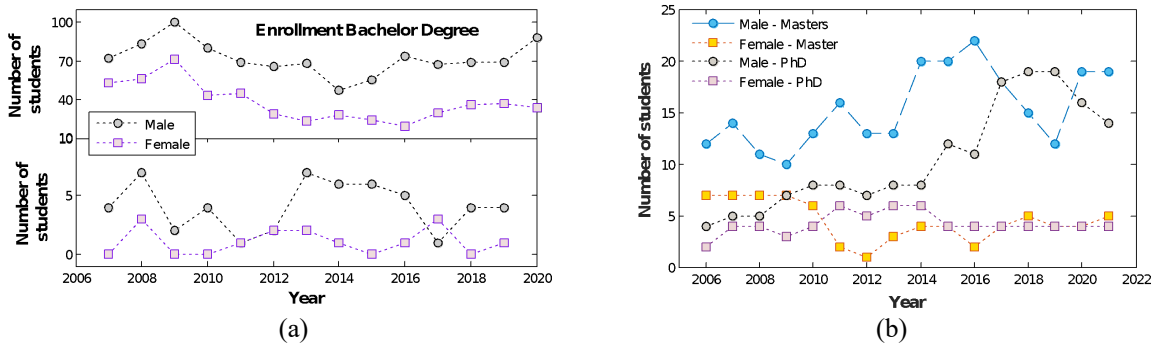 Enrollment Bachelor Degree
Number of
students
100
70
40
10
Male
Female
Number of
students
5
0
2006 2008 2010 2012 2014 2016 2018 2020
Year
(a)
Male - Masters
Female - Master
Male - PhD
Female - PhD
Number of students
25
20
15
10
5
0
2006 2008 2010 2012 2014 2016 2018 2020 2022
Year
(b)